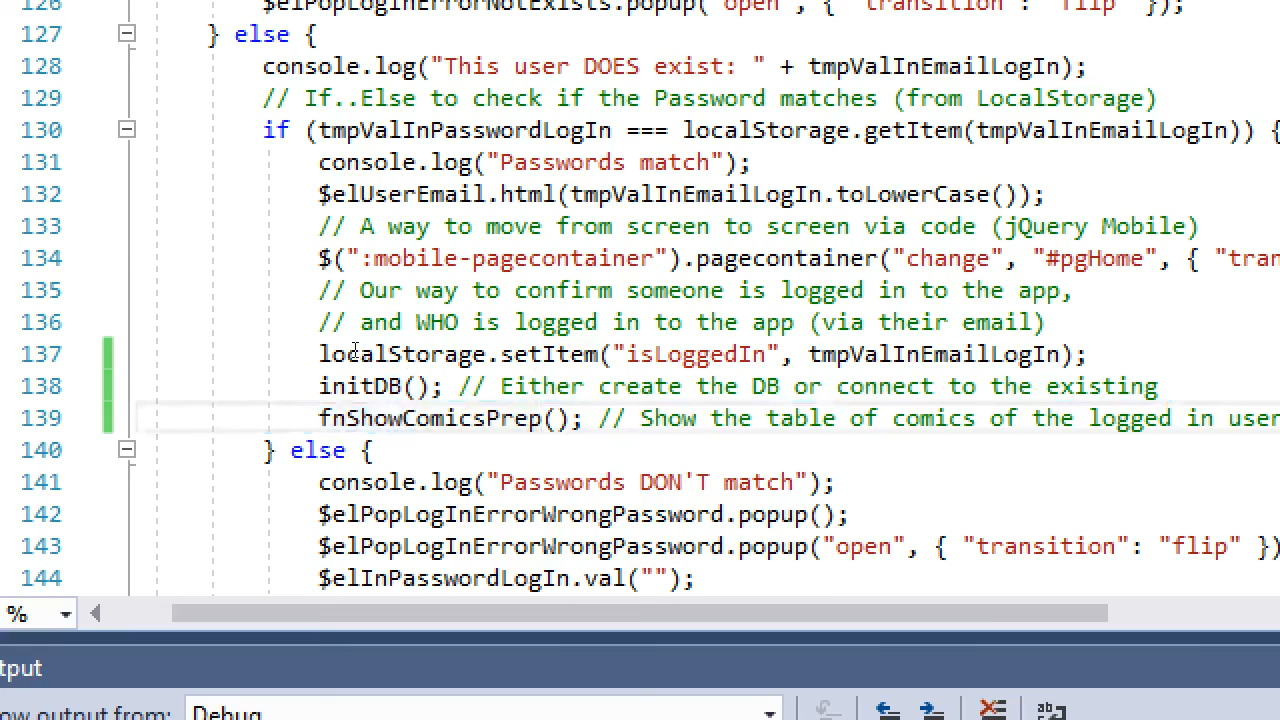 126 $elPopLogInErrorNotExists.popup("open", { "transition": "flip" });
127 } else {
128 console.log("This user DOES exist: " + tmpValInEmailLogIn);
129 // If..Else to check if the Password matches (from LocalStorage)
130 if (tmpValInPasswordLogIn === localStorage.getItem(tmpValInEmailLogIn)) {
131 console.log("Passwords match");
132 $elUserEmail.html(tmpValInEmailLogIn.toLowerCase());
133 // A way to move from screen to screen via code (jQuery Mobile)
134 $(":mobile-pagecontainer").pagecontainer("change", "#pgHome", { "tran
135 // Our way to confirm someone is logged in to the app,
136 // and WHO is logged in to the app (via their email)
137 localStorage.setItem("isLoggedIn", tmpValInEmailLogIn);
138 initDB(); // Either create the DB or connect to the existing
139 fnShowComicsPrep(); // Show the table of comics of the logged in user
140 } else {
141 console.log("Passwords DON'T match");
142 $elPopLogInErrorWrongPassword.popup();
143 $elPopLogInErrorWrongPassword.popup("open", { "transition": "flip" })
144 $elInPasswordLogIn.val("");
%
tput
ow output from: Debug